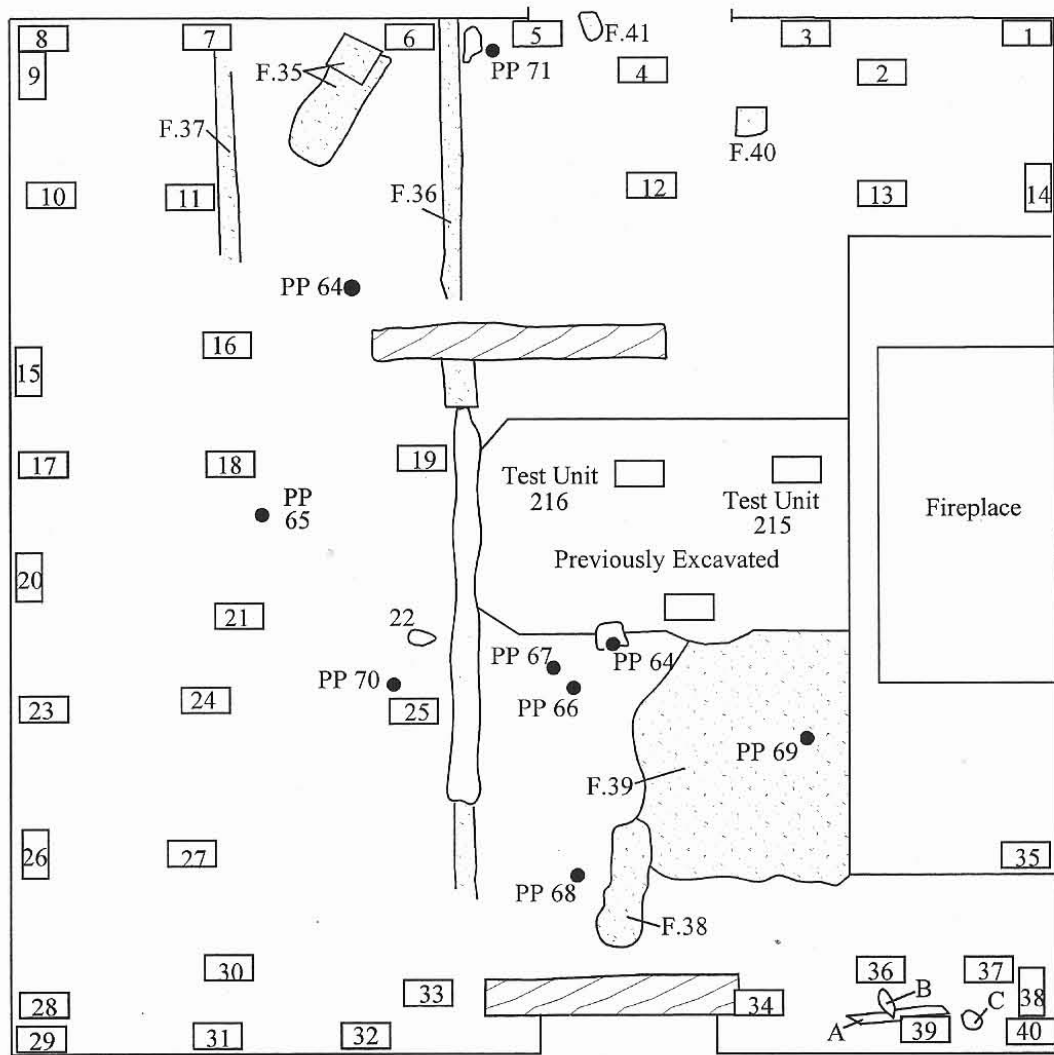 8
7
6
5
F.41
3
1
9
F.35
PP 71
4
2
F.37
F.40
10
11
F.36
12
13
14
PP 64
16
15
17
18
19
Test Unit
216
Test Unit
215
Fireplace
PP
65
Previously Excavated
20
21
22
PP 67
PP 64
PP 70
PP 66
23
24
25
PP 69
F.39
26
27
35
PP 68
F.38
30
36
37
33
28
34
B
C
38
A
29
31
32
39
40